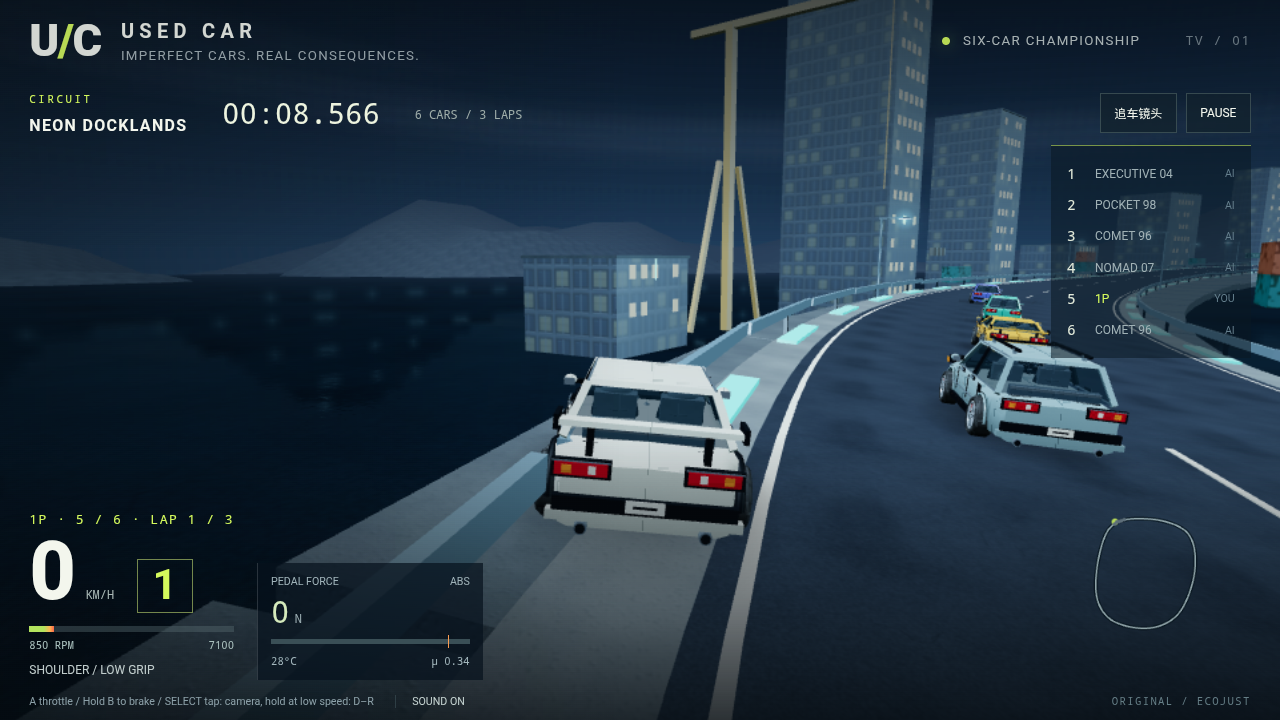 U/C
USED CAR
IMPERFECT CARS. REAL CONSEQUENCES.
SIX-CAR CHAMPIONSHIP
TV / 01
CIRCUIT
NEON DOCKLANDS
00:08.566
6 CARS / 3 LAPS
追车镜头
PAUSE
1 EXECUTIVE 04 AI
2 POCKET 98 AI
3 COMET 96 AI
4 NOMAD 07 AI
5 1P YOU
6 COMET 96 AI
1P · 5 / 6 · LAP 1 / 3
0 KM/H 1
850 RPM 7100
SHOULDER / LOW GRIP
PEDAL FORCE ABS
0 N
28°C μ 0.34
A throttle / Hold B to brake / SELECT tap: camera, hold at low speed: D–R
SOUND ON
ORIGINAL / ECOJUST